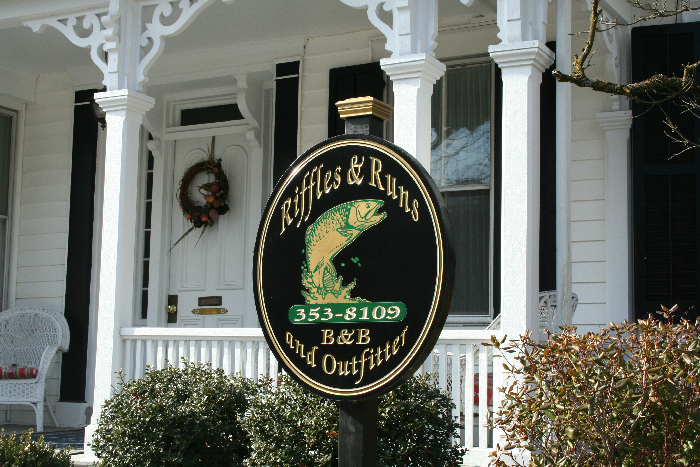 Riffles & Runs
353-8109
B&B
and Outfitter